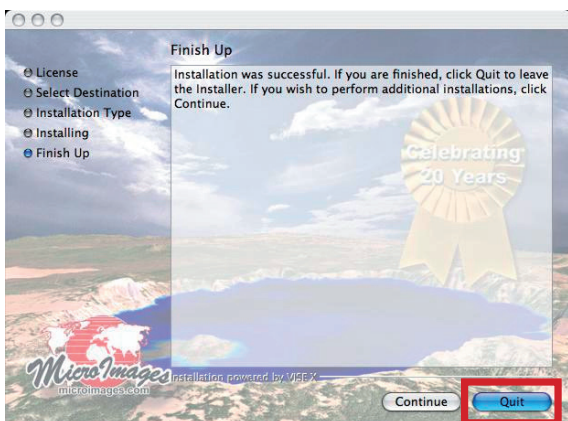 Finish Up
License
Select Destination
Installation Type
Installing
Finish Up
Installation was successful. If you are finished, click Quit to leave
the Installer. If you wish to perform additional installations, click
Continue.
Celebrating
20 Years
MicroImages
microimages.com
Installation powered by VISE X
Continue
Quit